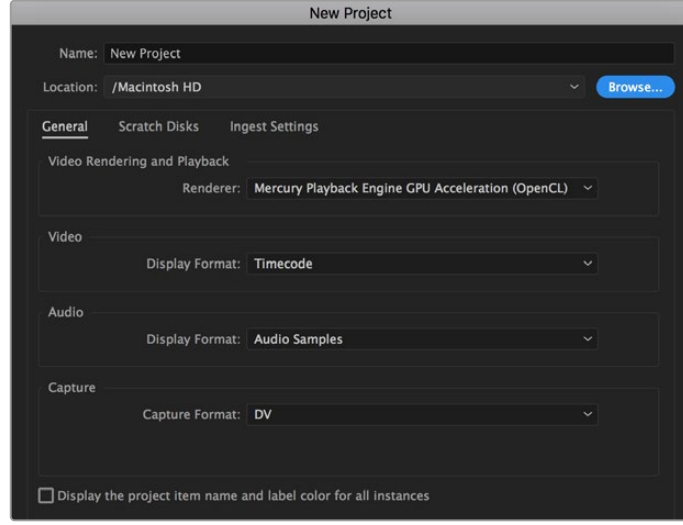 New Project
Name: New Project
Location: /Macintosh HD Browse...
General Scratch Disks Ingest Settings
Video Rendering and Playback
Renderer: Mercury Playback Engine GPU Acceleration (OpenCL)
Video
Display Format: Timecode
Audio
Display Format: Audio Samples
Capture
Capture Format: DV
Display the project item name and label color for all instances